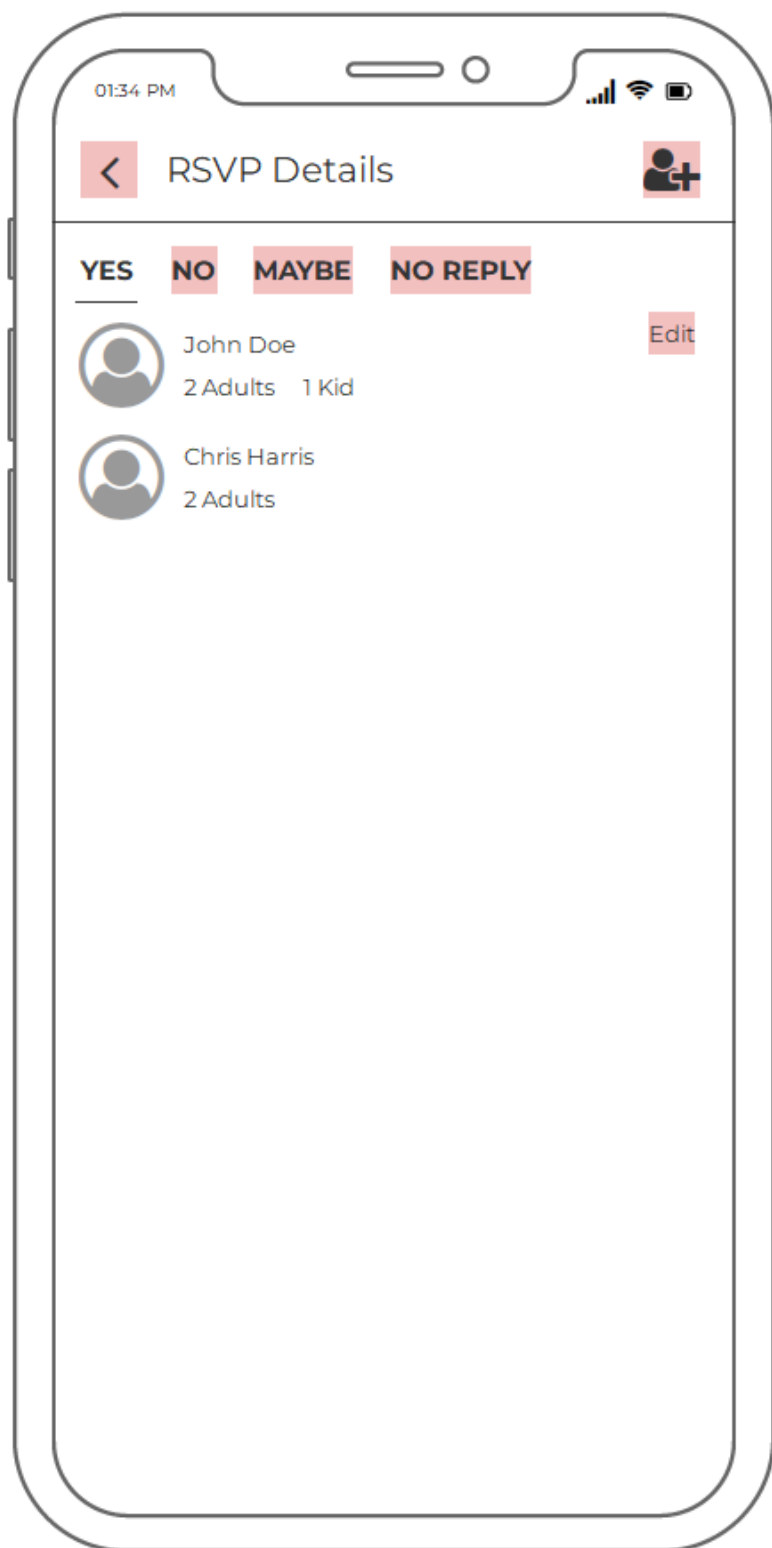 01:34 PM
RSVP Details
YES NO MAYBE NO REPLY
John Doe Edit
2 Adults 1 Kid
Chris Harris
2 Adults